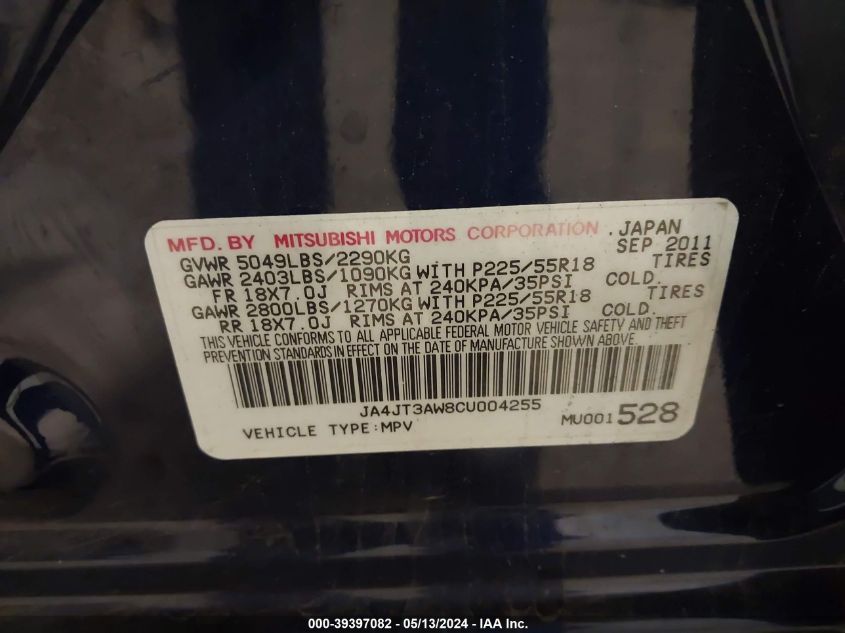 MFD. BY MITSUBISHI MOTORS CORPORATION, JAPAN
GVWR 5049LBS/2290KG SEP 2011
GAWR 2403LBS/1090KG WITH P225/55R18 TIRES
FR 18X7.0J RIMS AT 240KPA/35PSI COLD.
GAWR 2800LBS/1270KG WITH P225/55R18 TIRES
RR 18X7.0J RIMS AT 240KPA/35PSI COLD.
THIS VEHICLE CONFORMS TO ALL APPLICABLE FEDERAL MOTOR VEHICLE SAFETY AND THEFT
PREVENTION STANDARDS IN EFFECT ON THE DATE OF MANUFACTURE SHOWN ABOVE.
JA4JT3AW8CU004255
VEHICLE TYPE:MPV MU001528
000-39397082 - 05/13/2024 - IAA Inc.